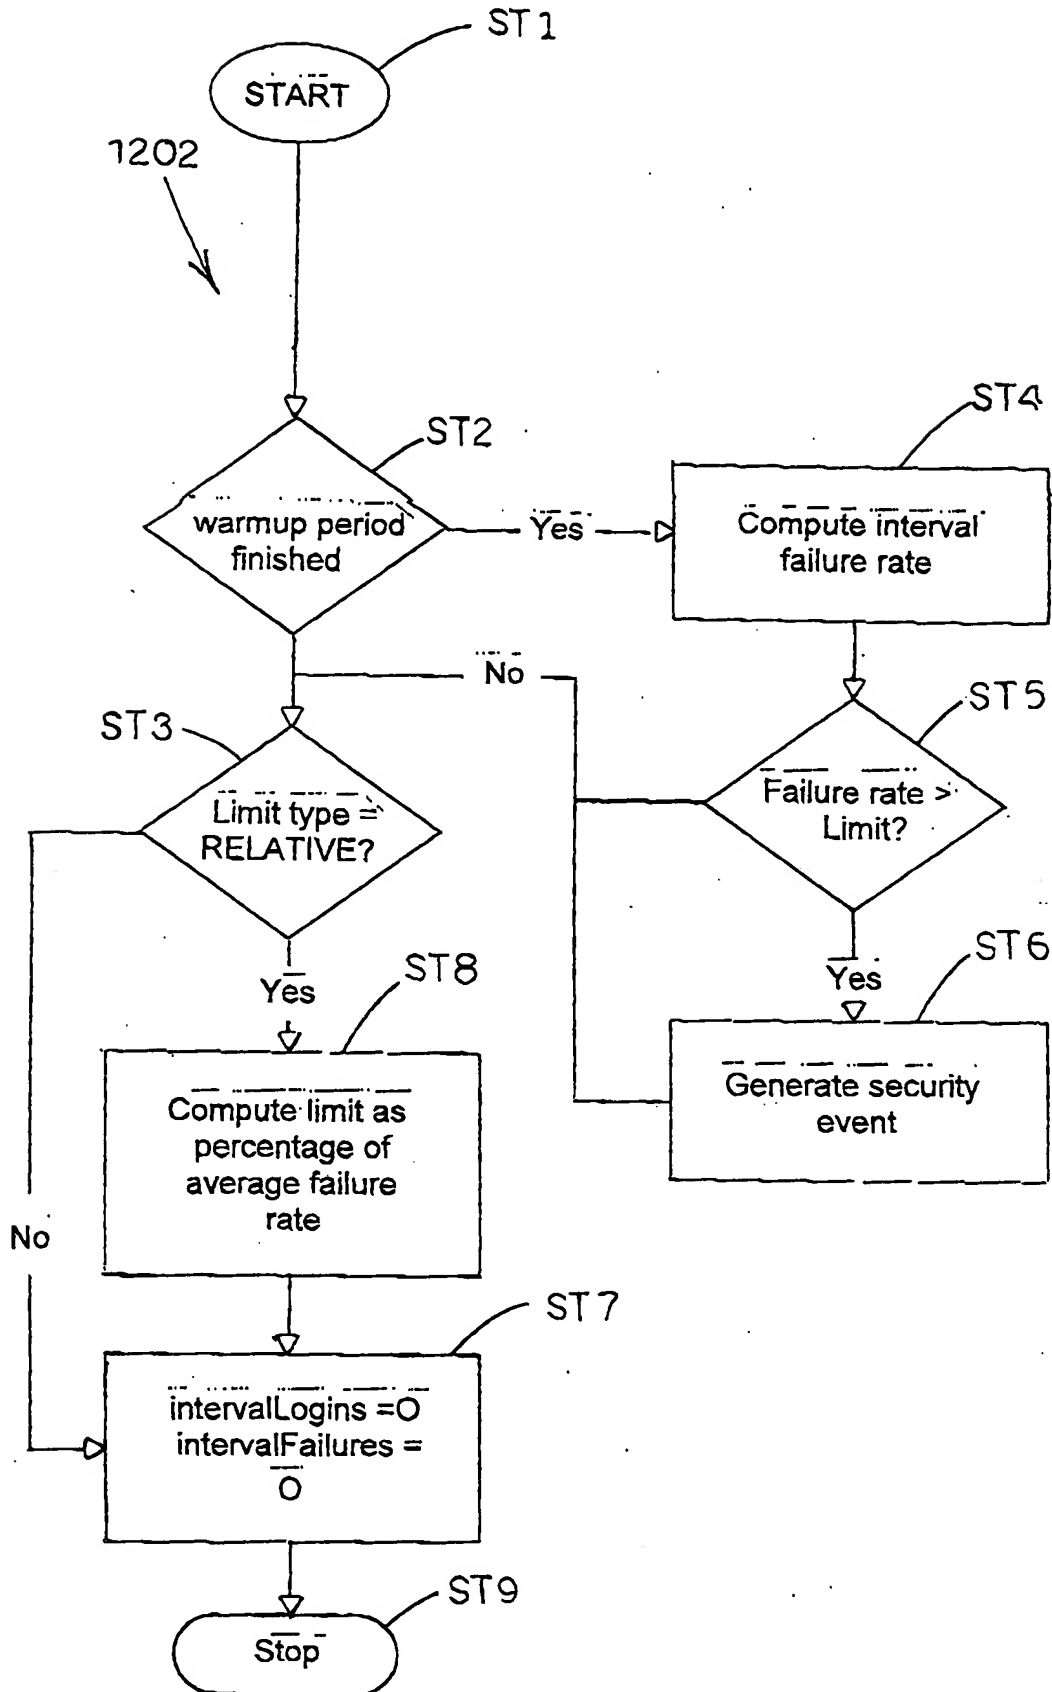 ST1
START
1202
ST2
warmup period
finished
Yes
ST4
Compute interval
failure rate
No
ST3
Limit type =
RELATIVE?
ST5
Failure rate >
Limit?
Yes
ST8
Yes
ST6
Generate security
event
Compute limit as
percentage of
average failure
rate
No
ST7
intervalLogins =0
intervalFailures =
0
ST9
Stop